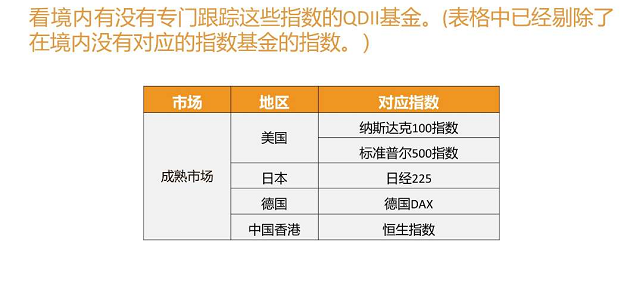 看境内有没有专门跟踪这些指数的QDII基金。(表格中已经剔除了
在境内没有对应的指数基金的指数。)
市场 地区 对应指数
成熟市场 美国 纳斯达克100指数
标准普尔500指数
日本 日经225
德国 德国DAX
中国香港 恒生指数